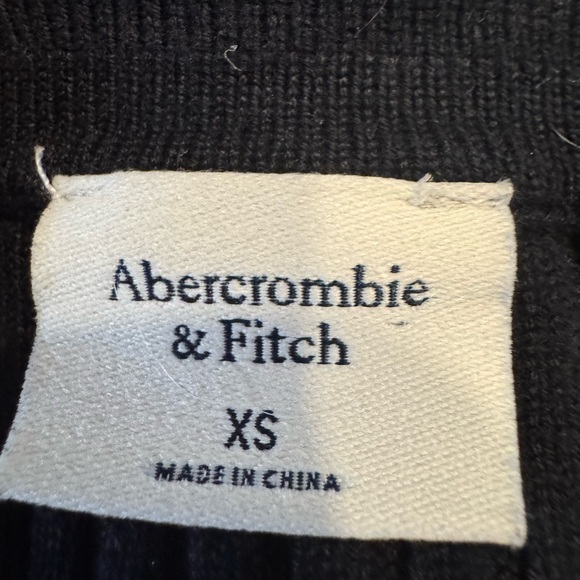 Abercrombie
& Fitch
XS
MADE IN CHINA